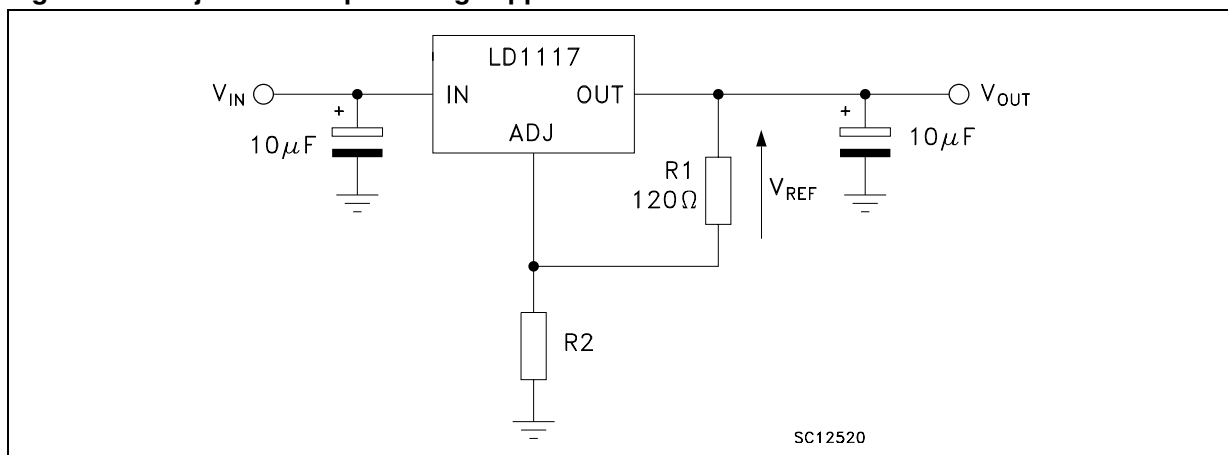 LD1117
V_IN
IN
OUT
V_OUT
+
10µF
ADJ
R1
120Ω
V_REF
+
10µF
R2
SC12520